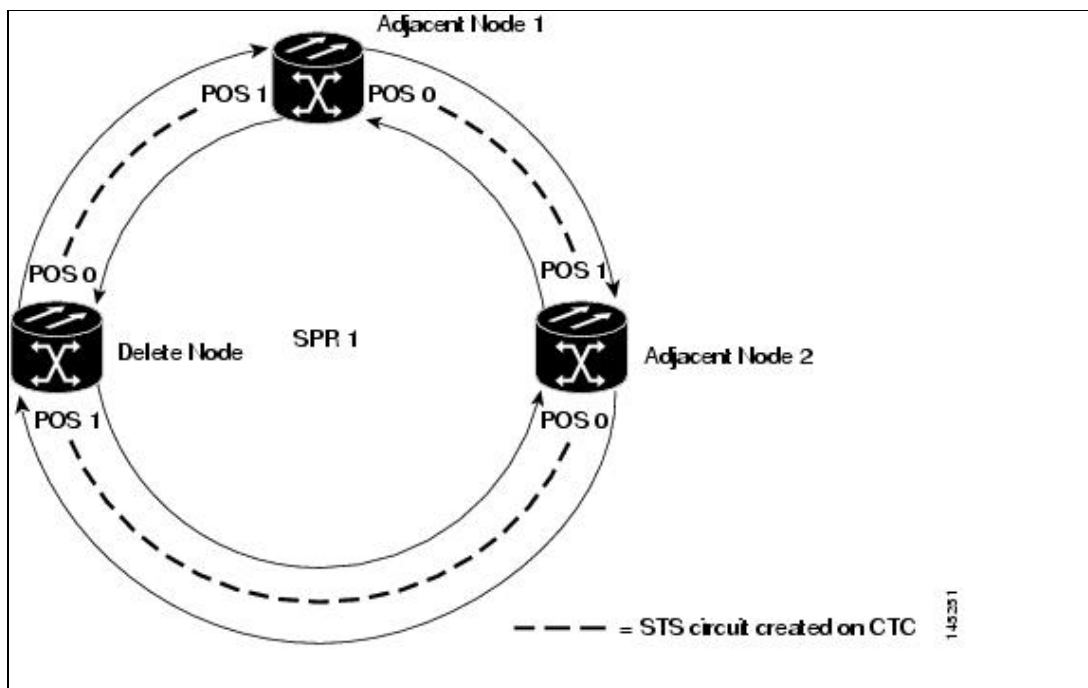 Adjacent Node 1
POS 1
POS 0
POS 0
POS 1
SPR 1
Delete Node
Adjacent Node 2
POS 1
POS 0
= STS circuit created on CTC
145251